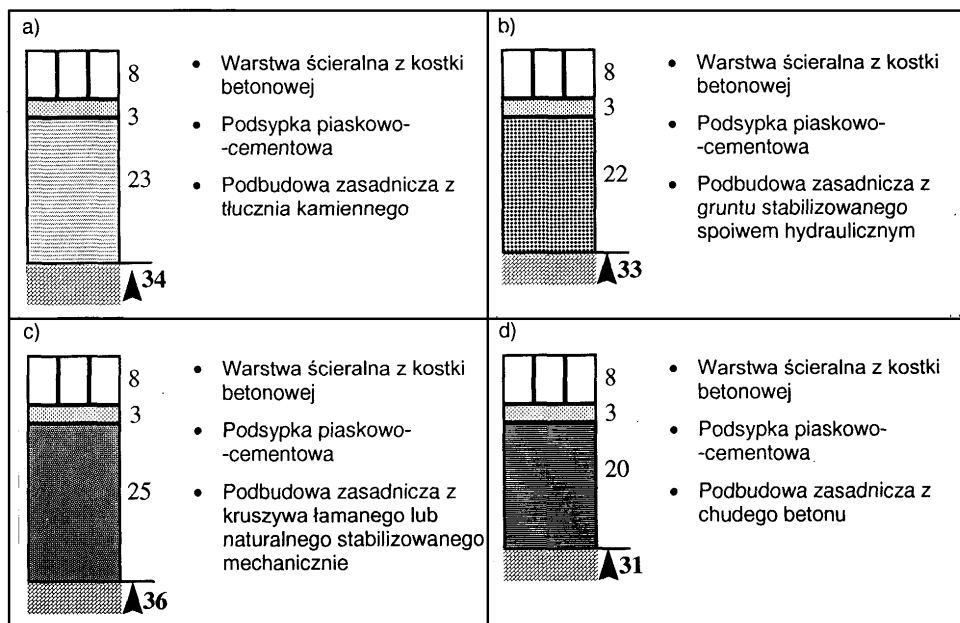 a)
8
3
23
34
• Warstwa ścieralna z kostki
betonowej
• Podsypka piaskowo-
-cementowa
• Podbudowa zasadnicza z
tłucznia kamiennego
b)
8
3
22
33
• Warstwa ścieralna z kostki
betonowej
• Podsypka piaskowo-
-cementowa
• Podbudowa zasadnicza z
gruntu stabilizowanego
spoiwem hydraulicznym
c)
8
3
25
36
• Warstwa ścieralna z kostki
betonowej
• Podsypka piaskowo-
-cementowa
• Podbudowa zasadnicza z
kruszywa łamanego lub
naturalnego stabilizowanego
mechanicznie
d)
8
3
20
31
• Warstwa ścieralna z kostki
betonowej
• Podsypka piaskowo-
-cementowa
• Podbudowa zasadnicza z
chudego betonu